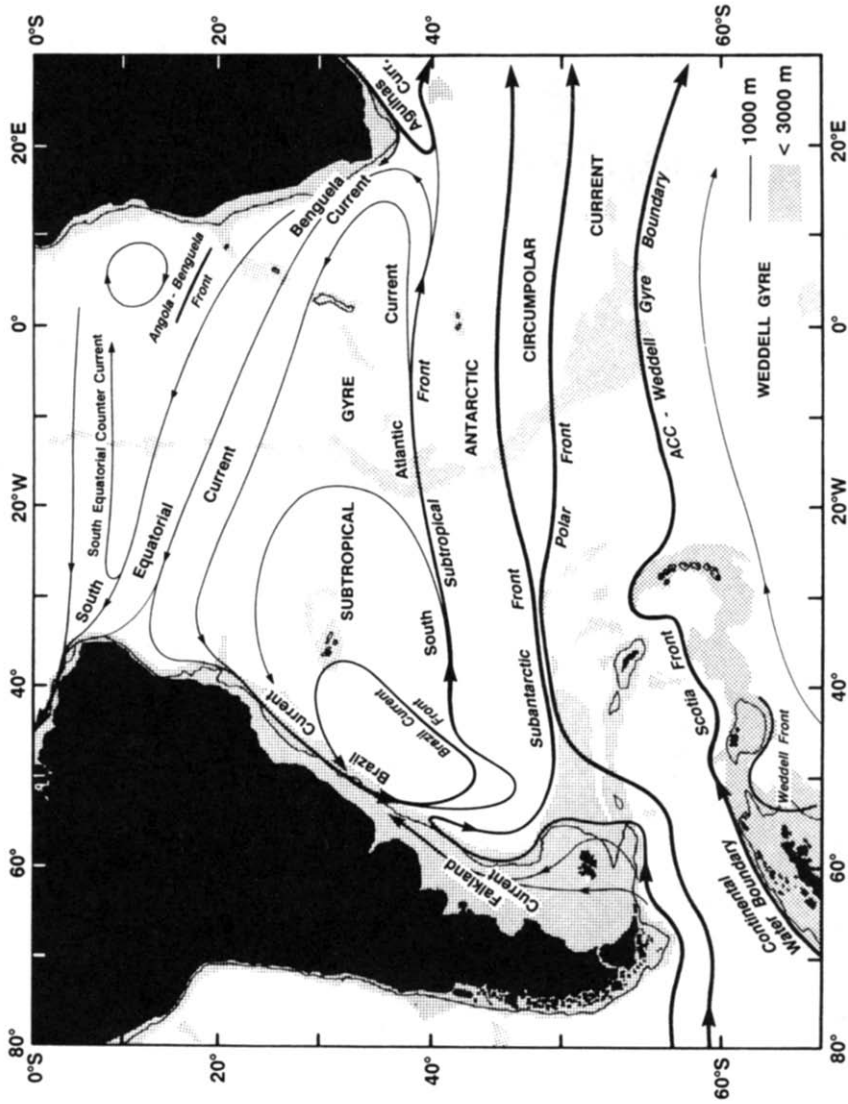 80° 60° 40° 20°W 0° 20°E
0°S 0°S
20° 20°
40° 40°
60°S 60°S
South Equatorial Counter Current
Angola - Benguela
Front
South
Equatorial
Current
Benguela
Current
Agulhas
Curr.
SUBTROPICAL
GYRE
Brazil
Current
Brazil Current
Front
South
Atlantic
Current
Subtropical
Front
Falkland
Current
ANTARCTIC
CIRCUMPOLAR
CURRENT
Subantarctic
Front
Polar
Front
ACC - Weddell Gyre Boundary
Scotia
Front
Continental
Water Boundary
Weddell Front
WEDDELL GYRE
1000 m
< 3000 m
80° 60° 40° 20°W 0° 20°E